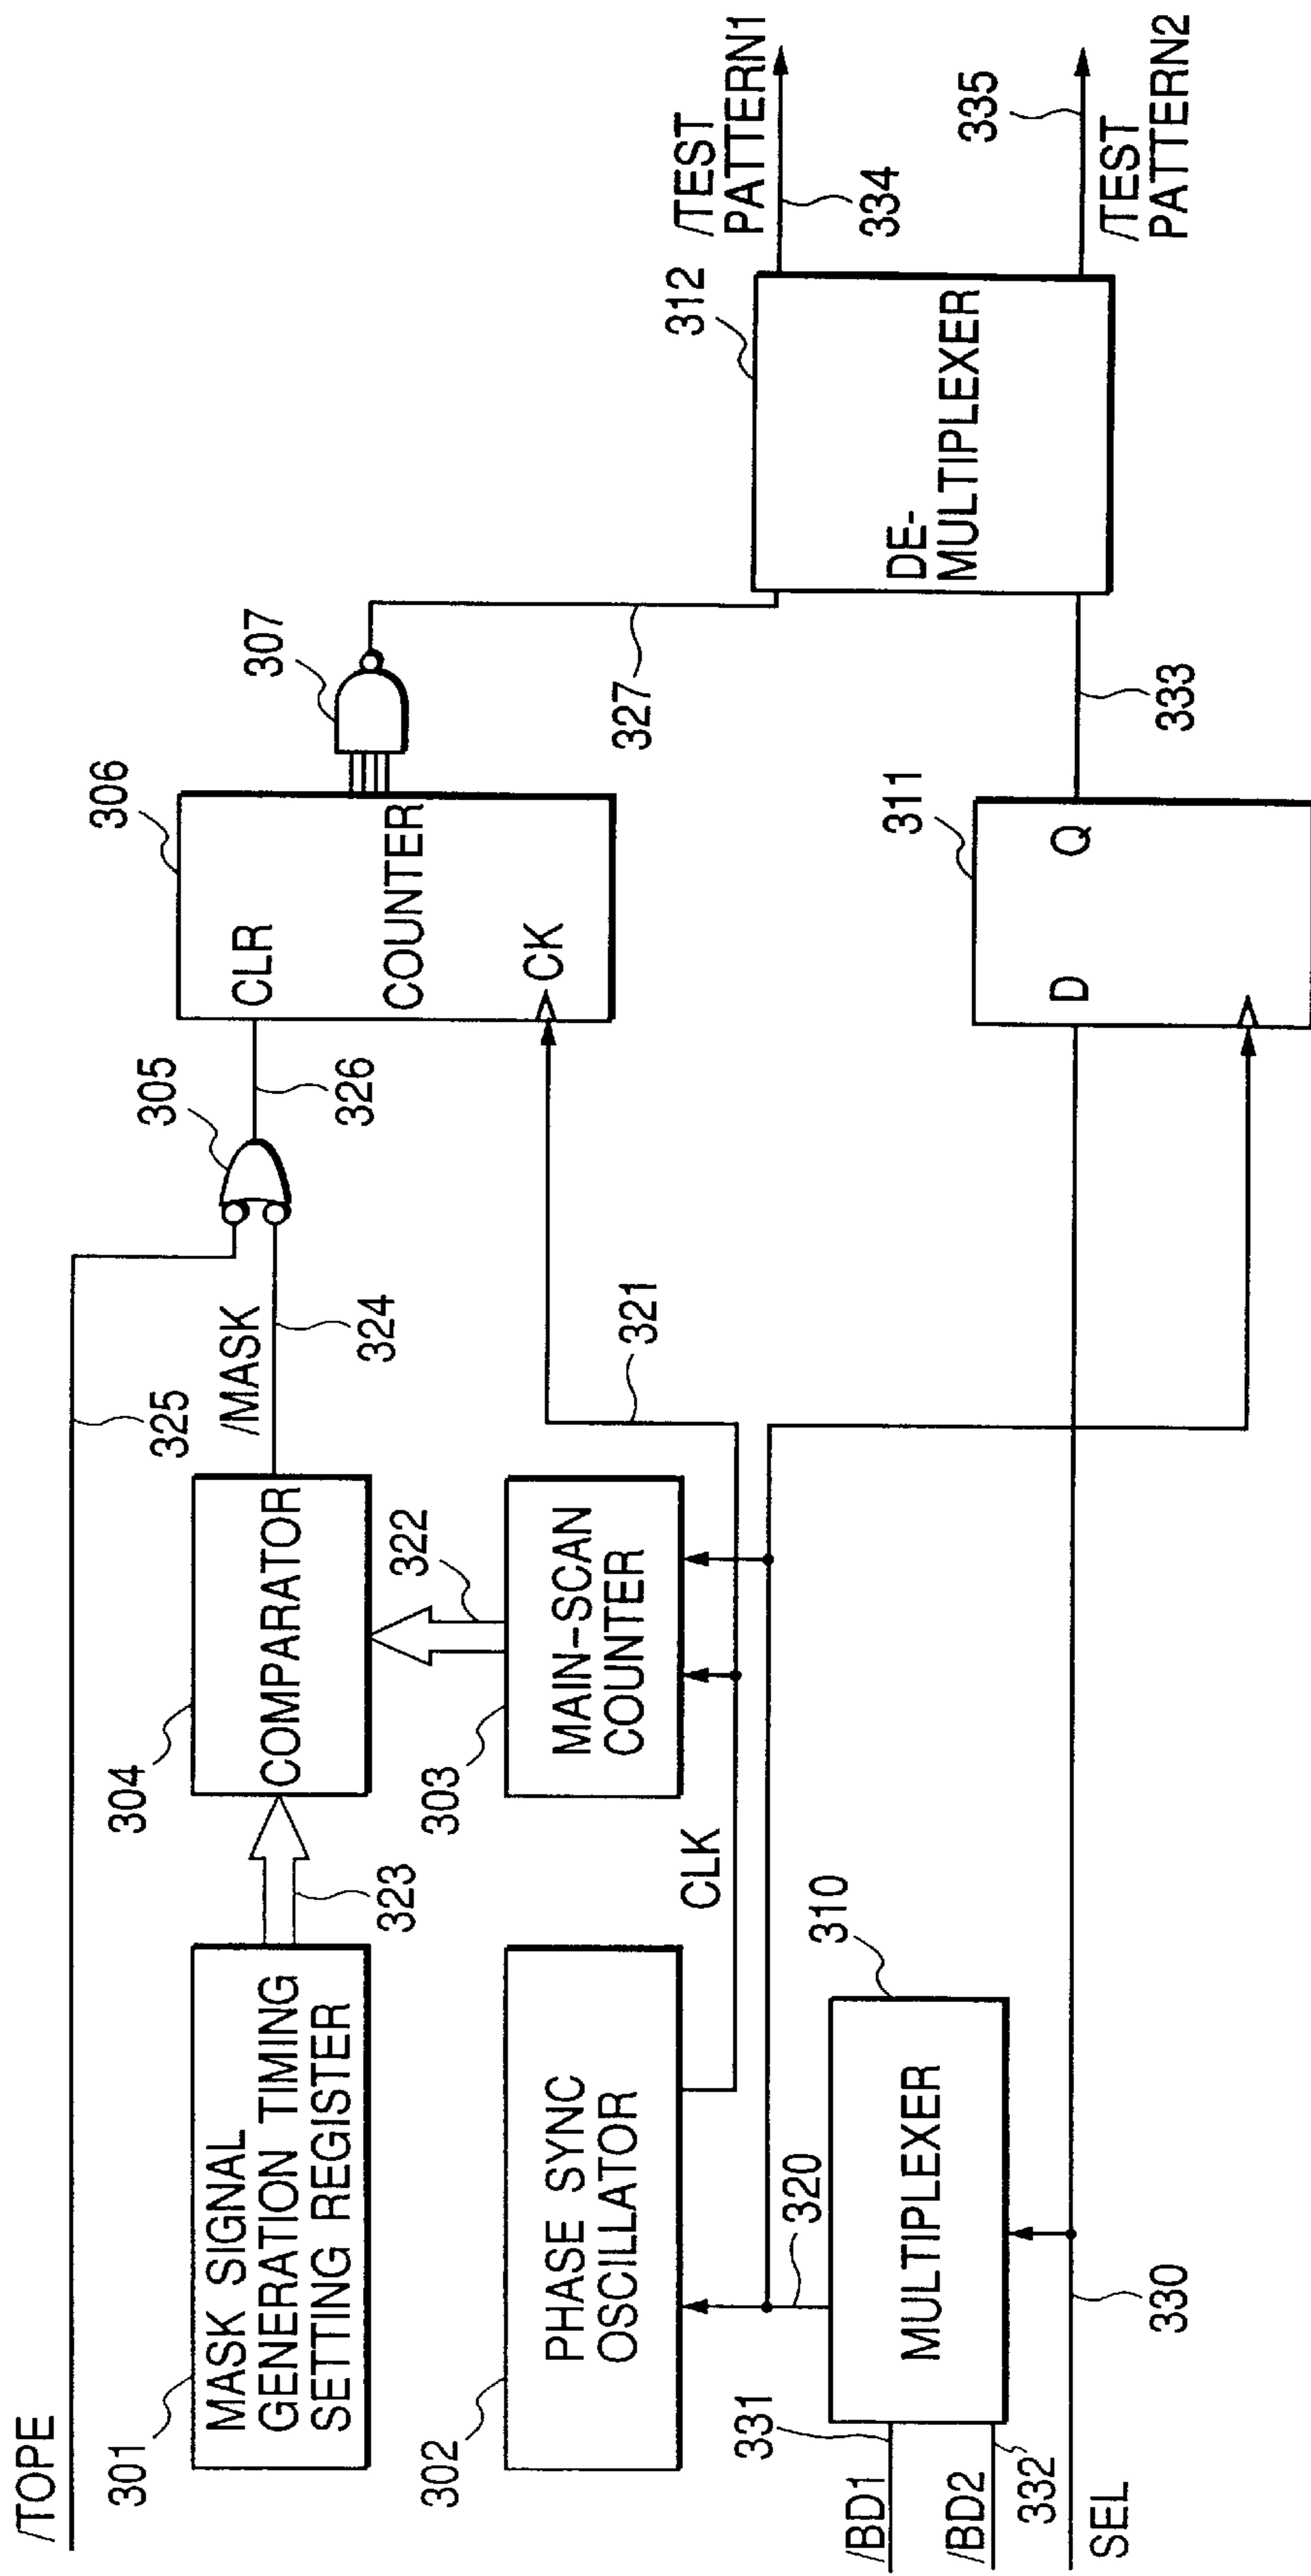 /TOPE
325
301
MASK SIGNAL
GENERATION TIMING
SETTING REGISTER
323
304
COMPARATOR
/MASK
324
305
326
306
CLR
COUNTER
CK
307
327
302
PHASE SYNC
OSCILLATOR
CLK
303
MAIN-SCAN
COUNTER
322
321
312
DE-
MULTIPLEXER
/TEST
PATTERN1
334
335
/TEST
PATTERN2
/BD1
331
/BD2
332
SEL
320
310
MULTIPLEXER
330
311
D
Q
333